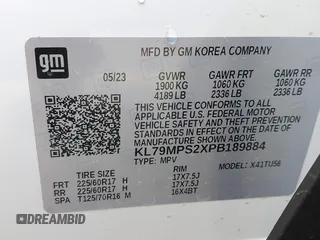 gm
MFD BY GM KOREA COMPANY
05/23 GVWR GAWR FRT GAWR RR
1900 KG 1060 KG 1060 KG
4189 LB 2336 LB 2336 LB
THIS VEHICLE CONFORMS TO ALL
APPLICABLE U.S. FEDERAL MOTOR
VEHICLE SAFETY, BUMPER, AND
THEFT PREVENTION STANDARDS IN
EFFECT ON THE DATE OF
MANUFACTURE SHOWN ABOVE.
KL79MPS2XPB189884
TYPE: MPV MODEL: X41TU56
TIRE SIZE RIM
FRT 225/60R17 H 17X7.5J
RR 225/60R17 H 17X7.5J
SPA T125/70R16 M 16X4BT
@DREAMBID